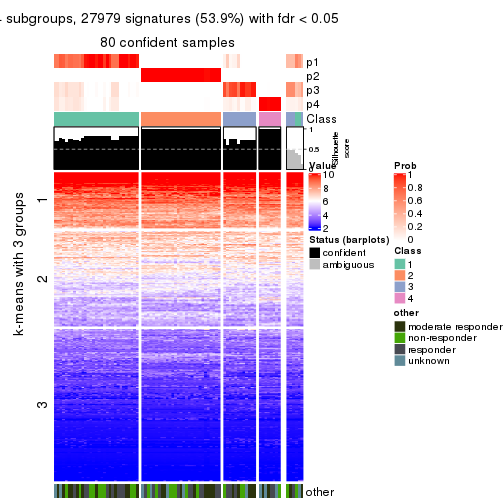 subgroups, 27979 signatures (53.9%) with fdr < 0.05
80 confident samples
p1
p2
p3
p4
Class
1
0.5
0
Silhouette
score
k-means with 3 groups
1
2
3
other
Value
10
8
6
4
2
Status (barplots)
confident
ambiguous
Prob
1
0.8
0.6
0.4
0.2
0
Class
1
2
3
4
other
moderate responder
non-responder
responder
unknown